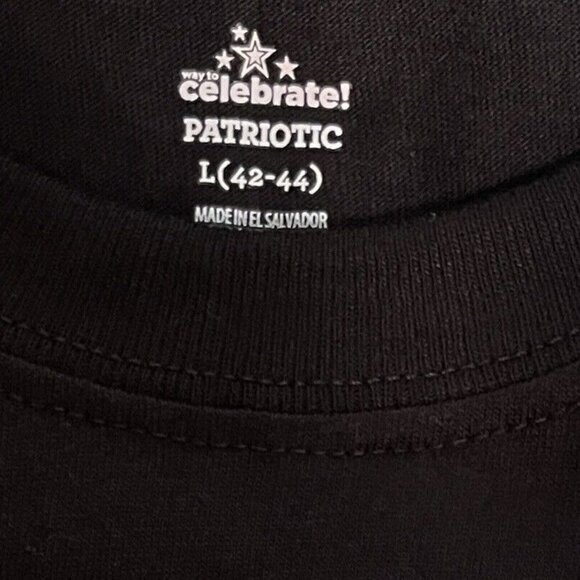 way to
celebrate!
PATRIOTIC
L(42-44)
MADE IN EL SALVADOR